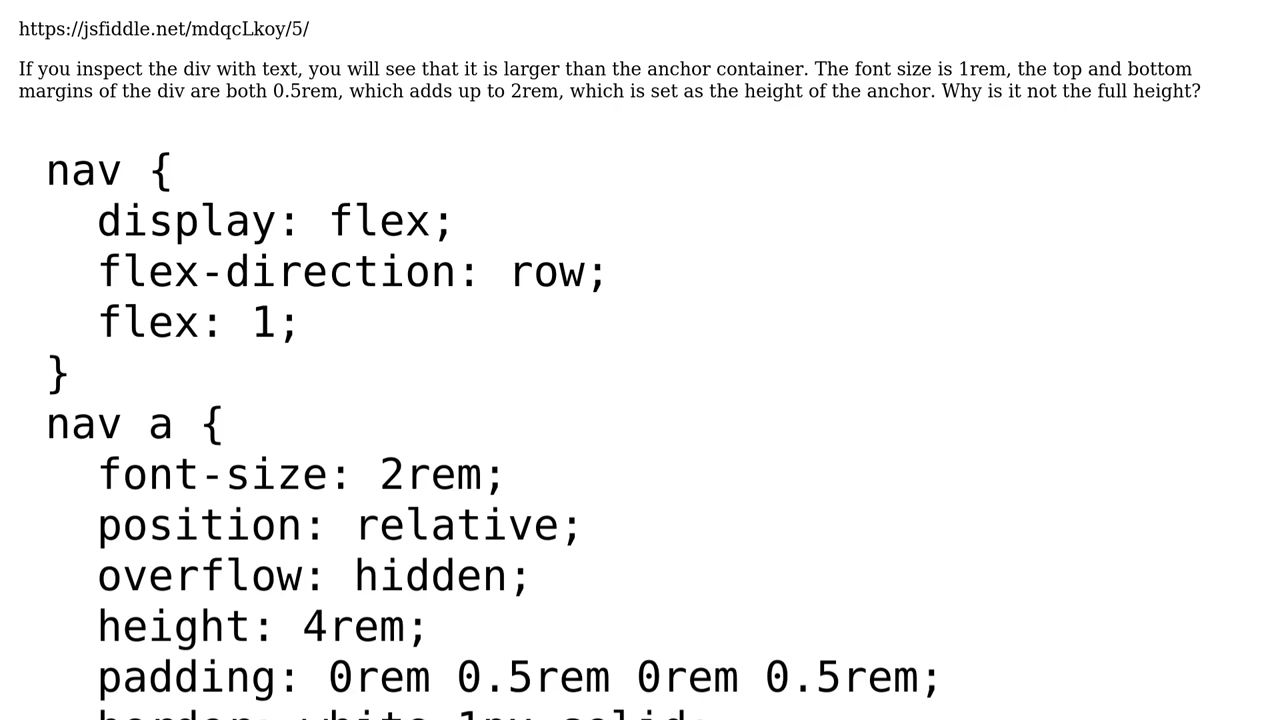 https://jsfiddle.net/mdqcLkoy/5/
If you inspect the div with text, you will see that it is larger than the anchor container. The font size is 1rem, the top and bottom
margins of the div are both 0.5rem, which adds up to 2rem, which is set as the height of the anchor. Why is it not the full height?
nav {
  display: flex;
  flex-direction: row;
  flex: 1;
}
nav a {
  font-size: 2rem;
  position: relative;
  overflow: hidden;
  height: 4rem;
  padding: 0rem 0.5rem 0rem 0.5rem;
  border: white 1px solid;